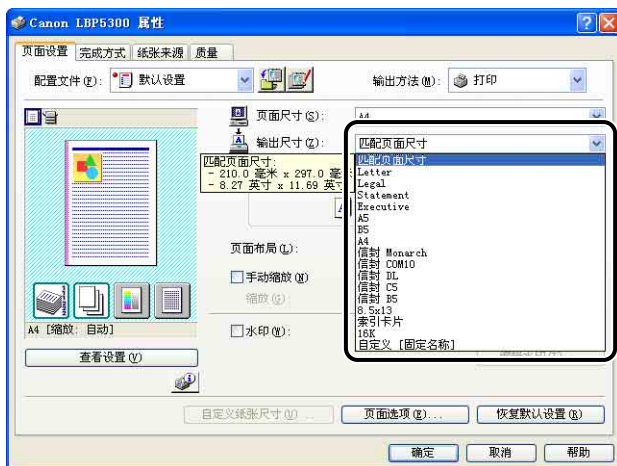 Canon LBP5300 属性
页面设置 完成方式 纸张来源 质量
配置文件(F): 默认设置 输出方法(M): 打印
页面尺寸(S): A4
输出尺寸(Z): 匹配页面尺寸
匹配页面尺寸:
- 210.0 毫米 x 297.0 毫
- 8.27 英寸 x 11.69 英寸
匹配页面尺寸
Letter
Legal
Statement
Executive
A5
B5
A4
信封 Monarch
信封 COM10
信封 DL
信封 C5
信封 B5
8.5x13
索引卡片
16K
自定义 [固定名称]
页面布局(L):
手动缩放(N)
缩放(G):
水印(W):
A4 [缩放: 自动]
查看设置(V)
自定义纸张尺寸(U)... 页面选项(E)... 恢复默认设置(R)
确定 取消 帮助